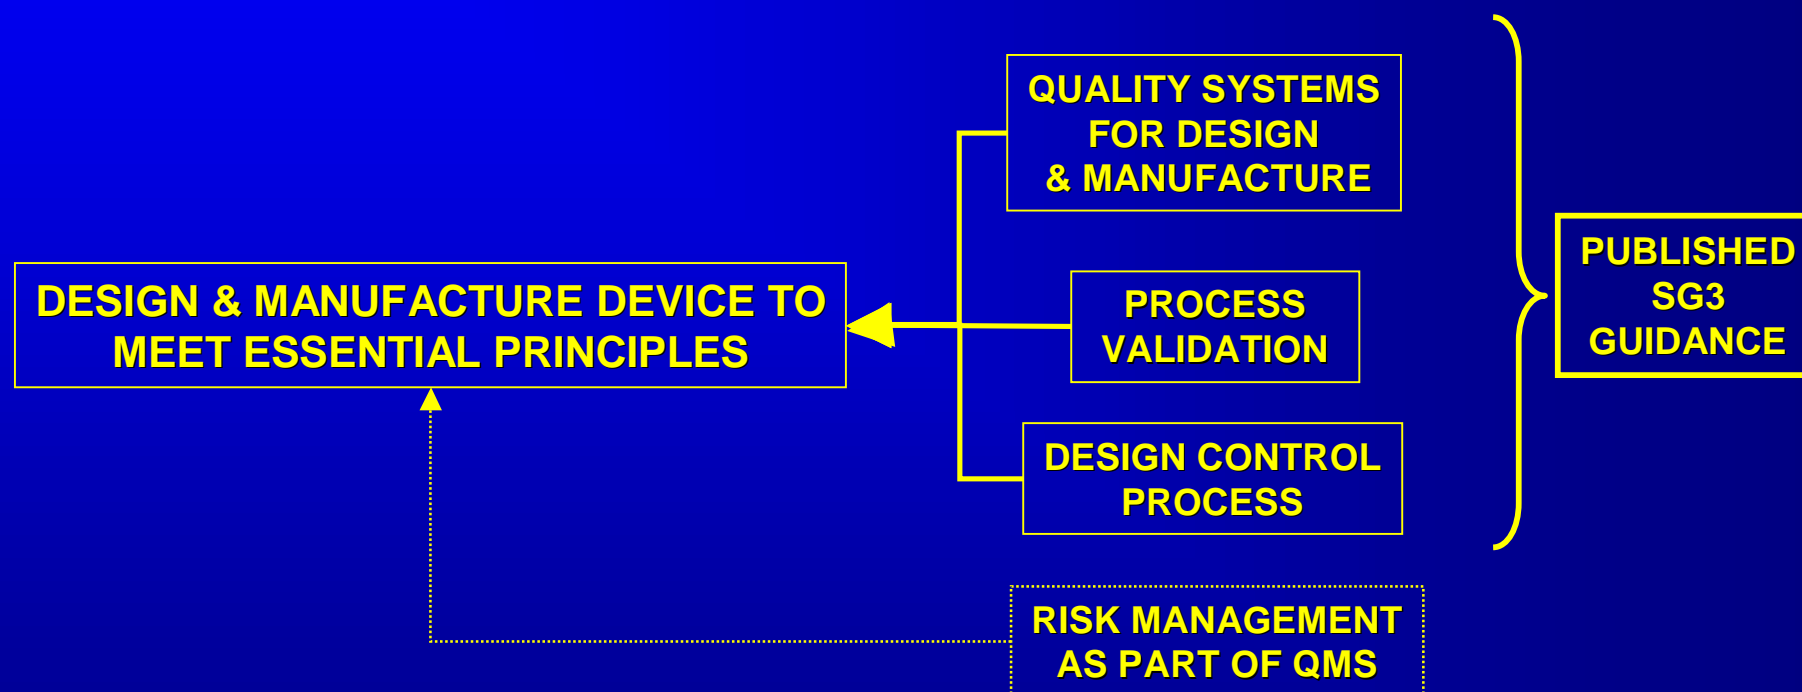 QUALITY SYSTEMS
FOR DESIGN
& MANUFACTURE
DESIGN & MANUFACTURE DEVICE TO
MEET ESSENTIAL PRINCIPLES
PROCESS
VALIDATION
DESIGN CONTROL
PROCESS
PUBLISHED
SG3
GUIDANCE
RISK MANAGEMENT
AS PART OF QMS